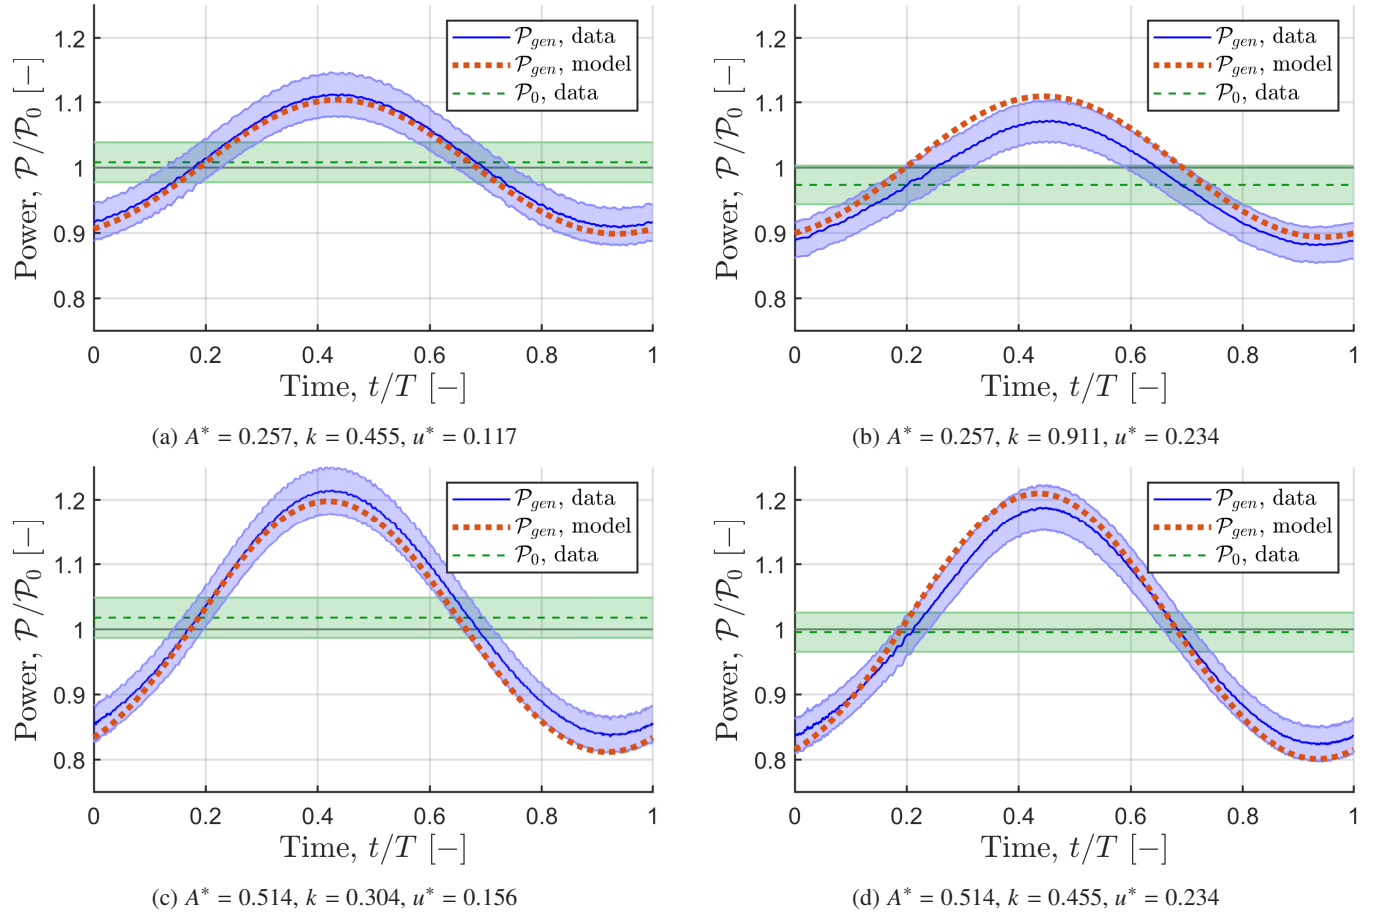 Power, 𝒫/𝒫₀ [−]
1.2
1.1
1
0.9
0.8
𝒫gen, data
𝒫gen, model
𝒫₀, data
0 0.2 0.4 0.6 0.8 1
Time, t/T [−]
(a) A* = 0.257, k = 0.455, u* = 0.117
Power, 𝒫/𝒫₀ [−]
1.2
1.1
1
0.9
0.8
𝒫gen, data
𝒫gen, model
𝒫₀, data
0 0.2 0.4 0.6 0.8 1
Time, t/T [−]
(b) A* = 0.257, k = 0.911, u* = 0.234
Power, 𝒫/𝒫₀ [−]
1.2
1.1
1
0.9
0.8
𝒫gen, data
𝒫gen, model
𝒫₀, data
0 0.2 0.4 0.6 0.8 1
Time, t/T [−]
(c) A* = 0.514, k = 0.304, u* = 0.156
Power, 𝒫/𝒫₀ [−]
1.2
1.1
1
0.9
0.8
𝒫gen, data
𝒫gen, model
𝒫₀, data
0 0.2 0.4 0.6 0.8 1
Time, t/T [−]
(d) A* = 0.514, k = 0.455, u* = 0.234